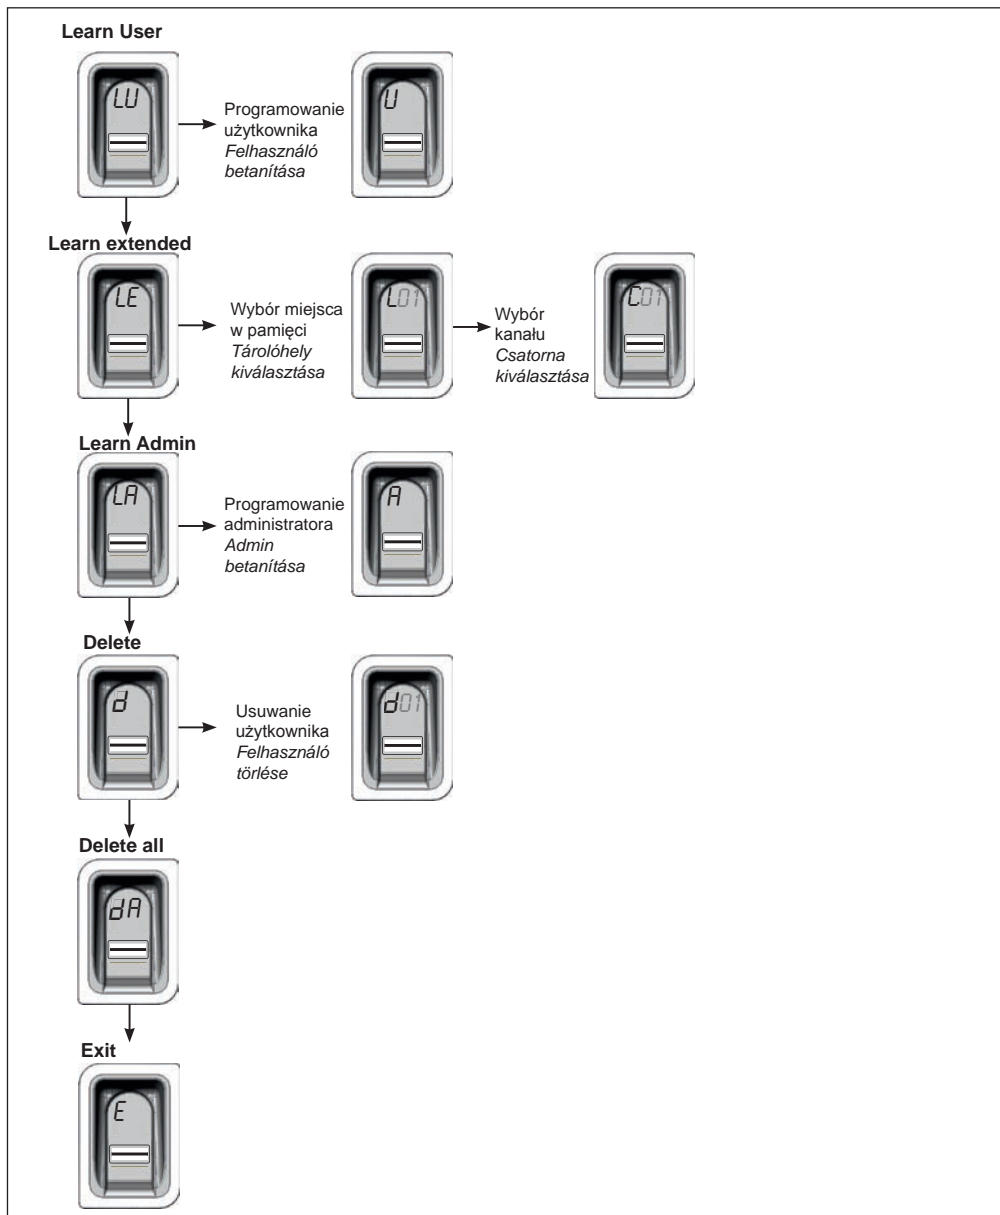 Learn User
LU
Programowanie
użytkownika
Felhasználó
betanítása
U
Learn extended
LE
Wybór miejsca
w pamięci
Tárolóhely
kiválasztása
L01
Wybór
kanału
Csatorna
kiválasztása
C01
Learn Admin
LA
Programowanie
administratora
Admin
betanítása
A
Delete
d
Usuwanie
użytkownika
Felhasználó
törlése
d01
Delete all
dA
Exit
E